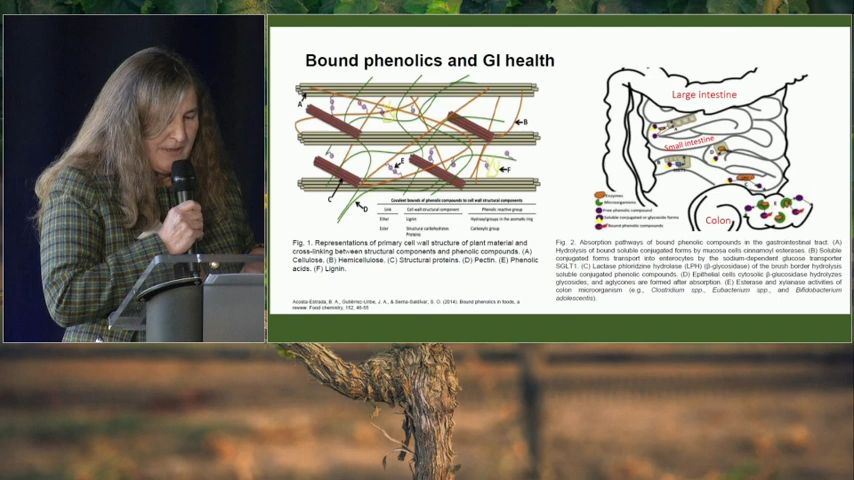 Bound phenolics and GI health
A
B
C
D
E
F
Covalent bounds of phenolic compounds to cell wall structural components
Link Cell wall structural component Phenolic reactive group
Ether Lignin Hydroxyl groups in the aromatic ring
Ester Structural carbohydrates Carboxylic group
Proteins
Fig. 1. Representations of primary cell wall structure of plant material and
cross-linking between structural components and phenolic compounds. (A)
Cellulose. (B) Hemicellulose. (C) Structural proteins. (D) Pectin. (E) Phenolic
acids. (F) Lignin.
Acosta-Estrada, B. A., Gutiérrez-Uribe, J. A., & Serna-Saldívar, S. O. (2014). Bound phenolics in foods, a
review. Food chemistry, 152, 46-55
Large intestine
Small intestine
Colon
Enzymes
Microorganisms
Free phenolic compound
Soluble conjugated or glycoside forms
Bound phenolic compounds
Fig. 2. Absorption pathways of bound phenolic compounds in the gastrointestinal tract. (A)
Hydrolysis of bound soluble conjugated forms by mucosa cells cinnamoyl esterases. (B) Soluble
conjugated forms transport into enterocytes by the sodium-dependent glucose transporter
SGLT1. (C) Lactase phloridzine hydrolase (LPH) (β-glycosidase) of the brush border hydrolysis
soluble conjugated phenolic compounds. (D) Epithelial cells cytosolic β-glucosidase hydrolyzes
glycosides, and aglycones are formed after absorption. (E) Esterase and xylanase activities of
colon microorganism (e.g., Clostridium spp., Eubacterium spp., and Bifidobacterium
adolescentis).